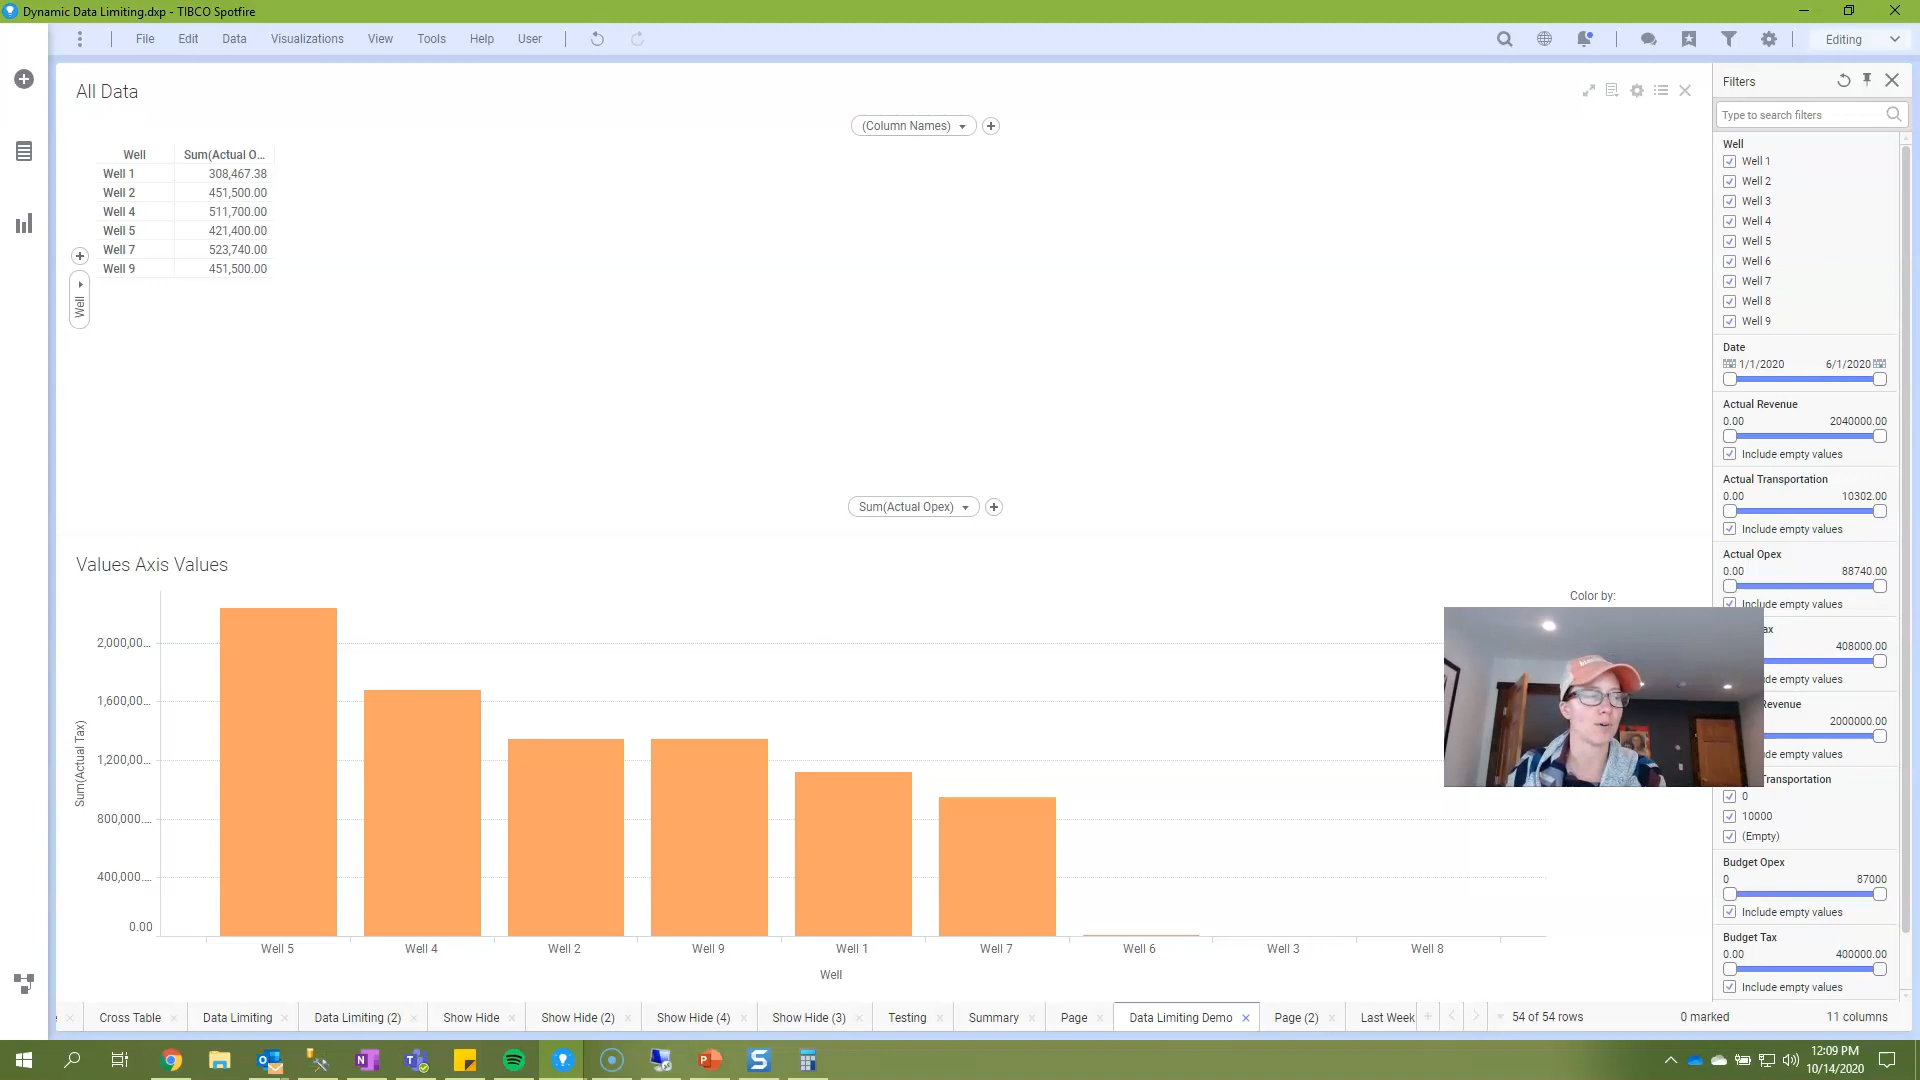 Dynamic Data Limiting.dxp - TIBCO Spotfire
File Edit Data Visualizations View Tools Help User Editing
All Data
(Column Names)
Well Sum(Actual O...
Well 1 308,467.38
Well 2 451,500.00
Well 4 511,700.00
Well 5 421,400.00
Well 7 523,740.00
Well 9 451,500.00
Well
Sum(Actual Opex)
Values Axis Values
Color by:
2,000,00...
1,600,00...
1,200,00...
800,000....
400,000....
0.00
Sum(Actual Tax)
Well 5 Well 4 Well 2 Well 9 Well 1 Well 7 Well 6 Well 3 Well 8
Well
Filters
Type to search filters
Well
Well 1
Well 2
Well 3
Well 4
Well 5
Well 6
Well 7
Well 8
Well 9
Date
1/1/2020 6/1/2020
Actual Revenue
0.00 2040000.00
Include empty values
Actual Transportation
0.00 10302.00
Include empty values
Actual Opex
0.00 88740.00
Include empty values
ax
408000.00
ude empty values
Revenue
2000000.00
ude empty values
Transportation
0
10000
(Empty)
Budget Opex
0 87000
Include empty values
Budget Tax
0.00 400000.00
Include empty values
Cross Table Data Limiting Data Limiting (2) Show Hide Show Hide (2) Show Hide (4) Show Hide (3) Testing Summary Page Data Limiting Demo Page (2) Last Week
54 of 54 rows 0 marked 11 columns
12:09 PM
10/14/2020